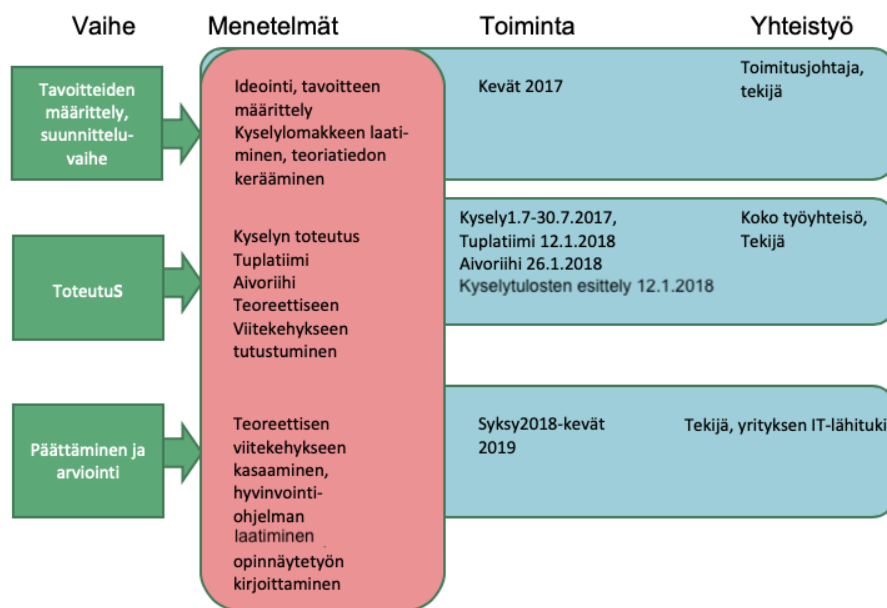 Vaihe
Menetelmät
Toiminta
Yhteistyö
Tavoitteiden
määrittely,
suunnittelu-
vaihe
Ideointi, tavoitteen
määrittely
Kyselylomakkeen laati-
minen, teoriatiedon
kerääminen
Kevät 2017
Toimitusjohtaja,
tekijä
ToteutuS
Kyselyn toteutus
Tuplatiimi
Aivoriihi
Teoreettiseen
Viitekehykseen
tutustuminen
Kysely1.7-30.7.2017,
Tuplatiimi 12.1.2018
Aivoriihi 26.1.2018
Kyselytulosten esittely 12.1.2018
Koko työyhteisö,
Tekijä
Päättäminen ja
arviointi
Teoreettisen
viitekehykseen
kasaaminen,
hyvinvointi-
ohjelman
laatiminen
opinnäytetyön
kirjoittaminen
Syksy2018-kevät
2019
Tekijä, yrityksen IT-lähituki